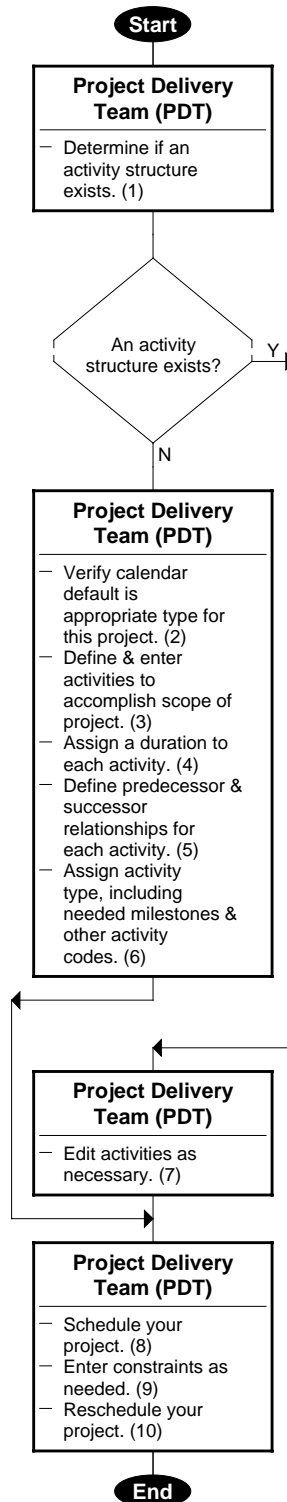 Start
Project Delivery
Team (PDT)
— Determine if an
activity structure
exists. (1)
An activity
structure exists?
Y
N
Project Delivery
Team (PDT)
— Verify calendar
default is
appropriate type for
this project. (2)
— Define & enter
activities to
accomplish scope of
project. (3)
— Assign a duration to
each activity. (4)
— Define predecessor &
successor
relationships for
each activity. (5)
— Assign activity
type, including
needed milestones &
other activity
codes. (6)
Project Delivery
Team (PDT)
— Edit activities as
necessary. (7)
Project Delivery
Team (PDT)
— Schedule your
project. (8)
— Enter constraints as
needed. (9)
— Reschedule your
project. (10)
End